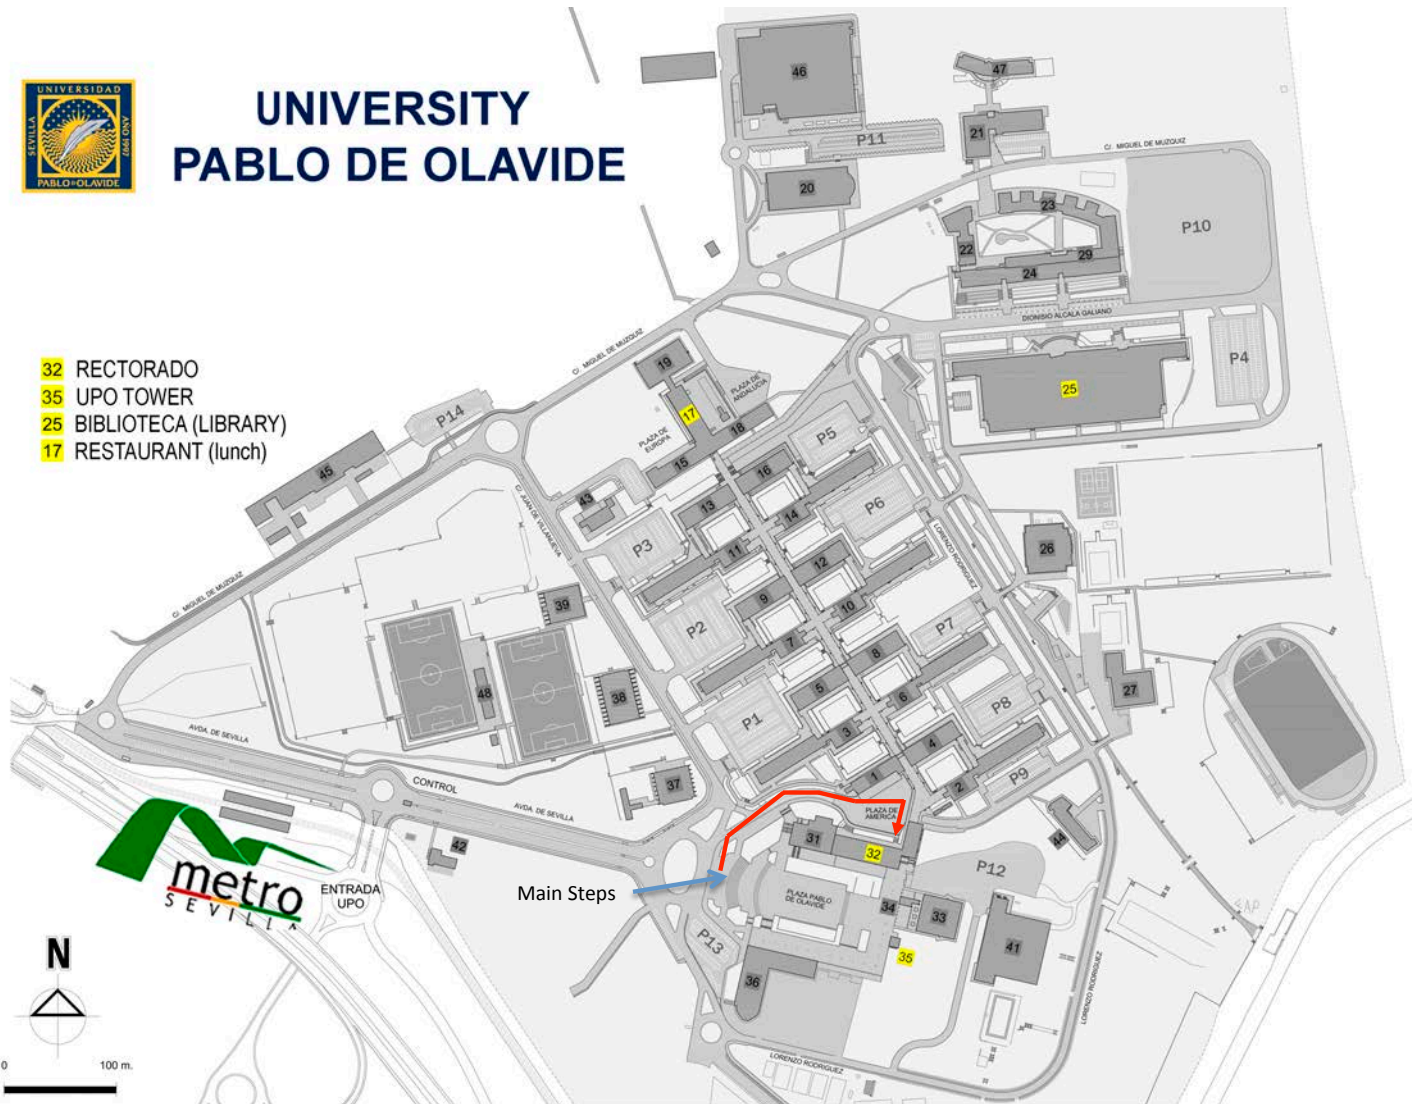 UNIVERSIDAD
SEVILLA
AÑO 1997
PABLO DE OLAVIDE
UNIVERSITY
PABLO DE OLAVIDE
32 RECTORADO
35 UPO TOWER
25 BIBLIOTECA (LIBRARY)
17 RESTAURANT (lunch)
46
47
21
P11
C/. MIGUEL DE MUZQUIZ
20
23
22
29
24
P10
DIONISIO ALCALA GALIANO
C/. MIGUEL DE MUZQUIZ
19
PLAZA DE
ANDALUCIA
P4
25
17
P14
PLAZA DE
EUROPA
18
P5
45
15
16
43
C/. JUAN DE VILLANUEVA
13
14
P6
P3
11
LORENZO RODRIGUEZ
26
12
C/. MIGUEL DE MUZQUIZ
39
9
10
P2
7
8
P7
48
38
5
6
27
P1
3
4
P8
AVDA. DE SEVILLA
CONTROL
37
1
2
P9
AVDA. DE SEVILLA
PLAZA DE
AMERICA
44
31
32
42
P12
metro
SEVILLA
ENTRADA
UPO
Main Steps
PLAZA PABLO
DE OLAVIDE
34
33
P13
35
41
36
LORENZO RODRIGUEZ
N
LORENZO RODRIGUEZ
0 100 m.